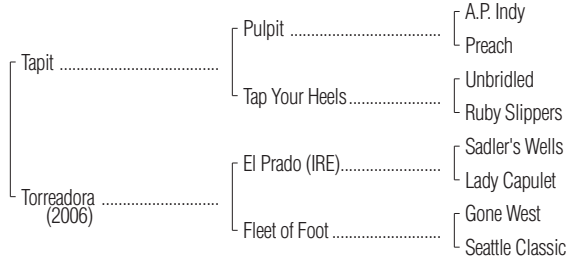 A.P. Indy
Pulpit ........................
Preach
Tapit .......................................
Unbridled
Tap Your Heels .......................
Ruby Slippers
Sadler's Wells
El Prado (IRE).........................
Lady Capulet
Torreadora .............................
(2006)
Gone West
Fleet of Foot ...........................
Seattle Classic